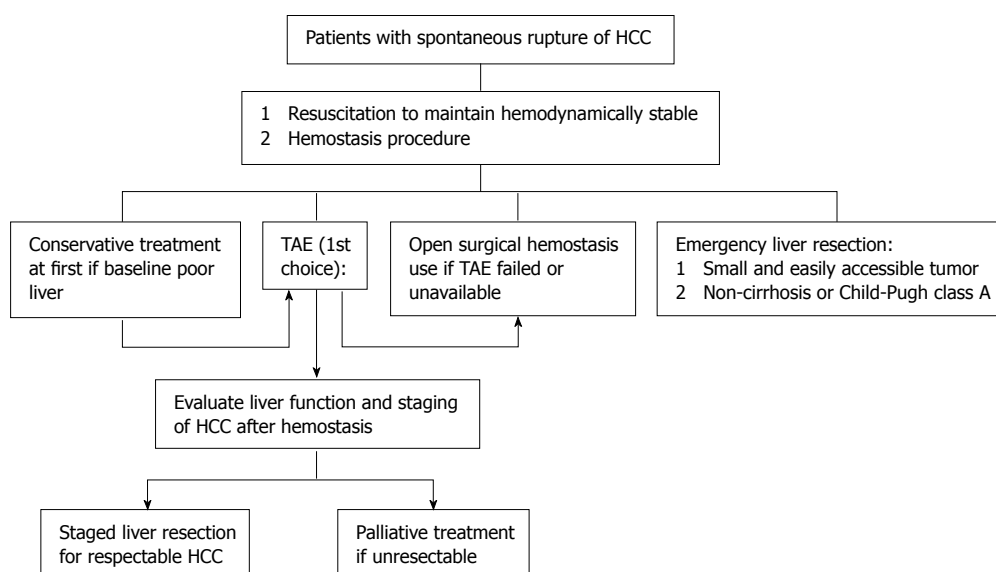 Patients with spontaneous rupture of HCC
1 Resuscitation to maintain hemodynamically stable
2 Hemostasis procedure
Conservative treatment
at first if baseline poor
liver
TAE (1st
choice):
Open surgical hemostasis
use if TAE failed or
unavailable
Emergency liver resection:
1 Small and easily accessible tumor
2 Non-cirrhosis or Child-Pugh class A
Evaluate liver function and staging
of HCC after hemostasis
Staged liver resection
for respectable HCC
Palliative treatment
if unresectable